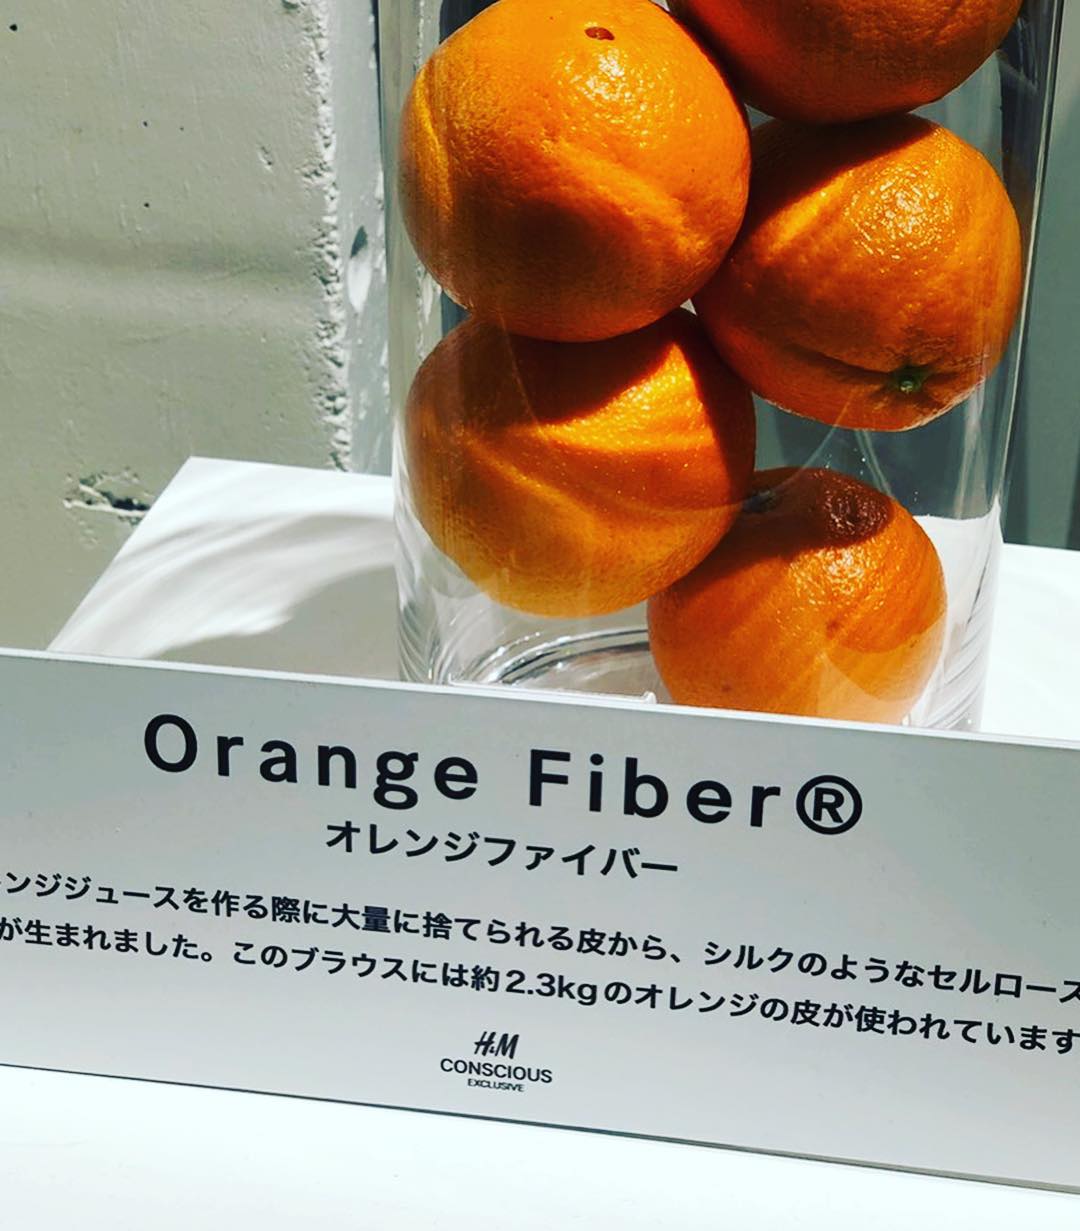 Orange Fiber®
オレンジファイバー
ンジジュースを作る際に大量に捨てられる皮から、シルクのようなセルロース
が生まれました。このブラウスには約2.3kgのオレンジの皮が使われています
H&M
CONSCIOUS
EXCLUSIVE